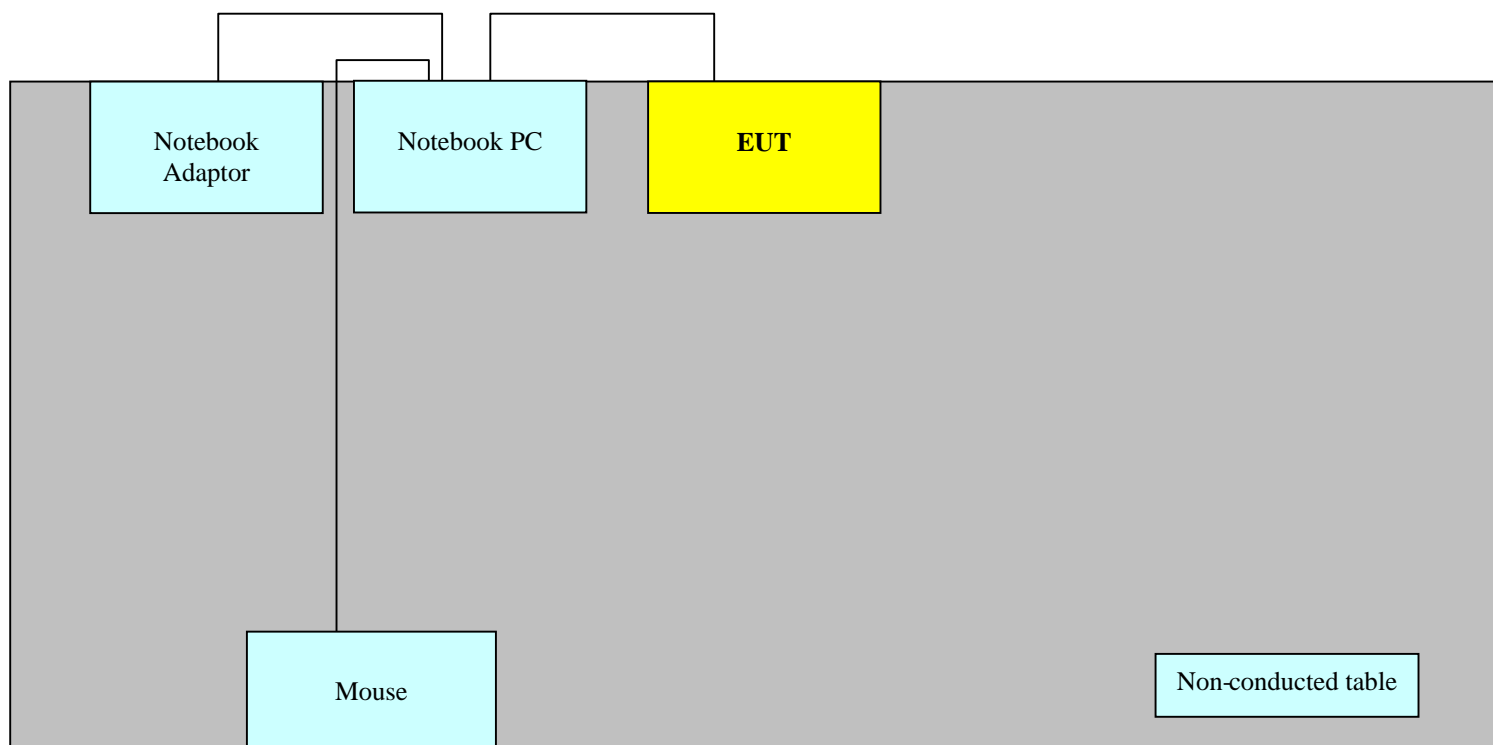 Notebook
Adaptor
Notebook PC
EUT
Mouse
Non-conducted table